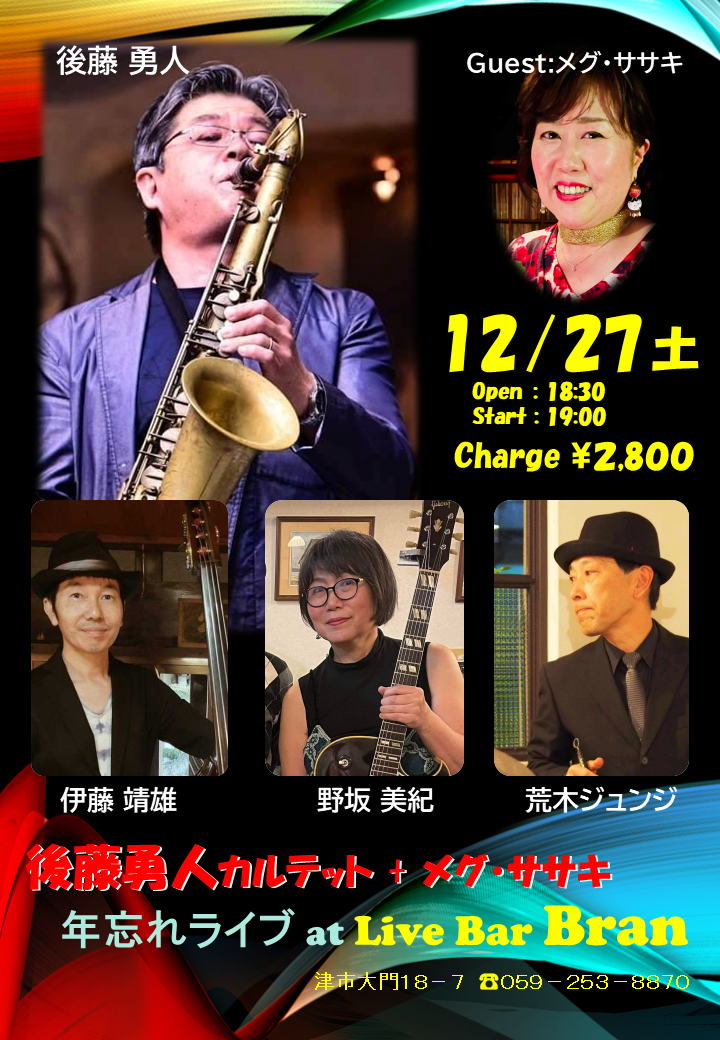 後藤 勇人
Guest:メグ・ササキ
12/27土
Open : 18:30
Start : 19:00
Charge ¥2,800
伊藤 靖雄
野坂 美紀
荒木ジュンジ
後藤勇人カルテット + メグ・ササキ
年忘れライブ at Live Bar Bran
津市大門18-7 ☎059-253-8870